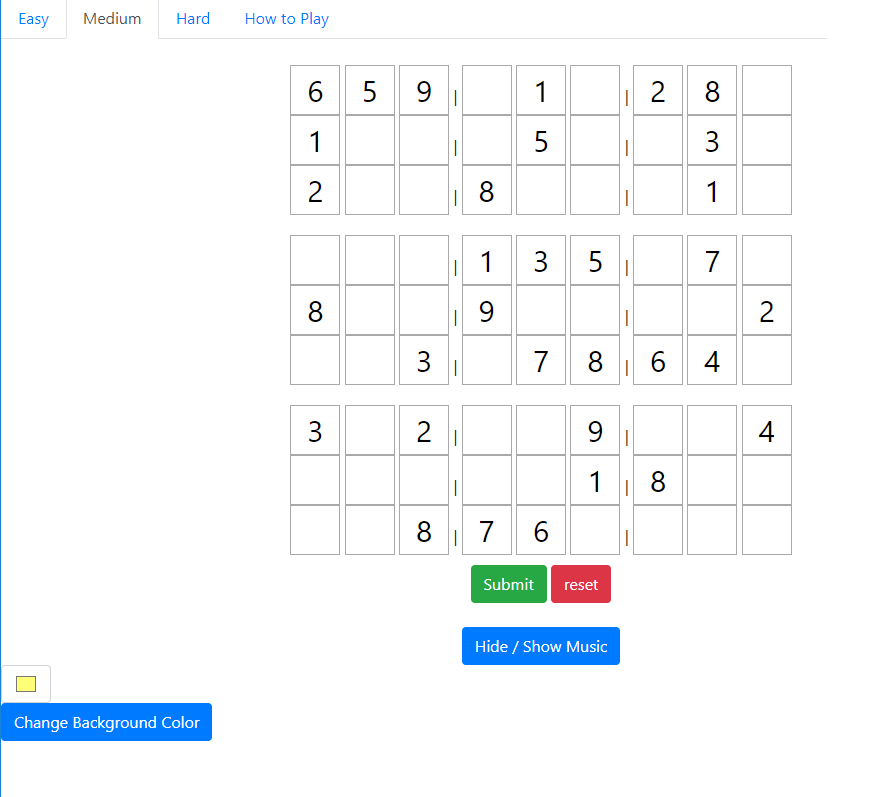 Easy Medium Hard How to Play
6 5 9 | 1 | 2 8
1 | 5 | 3
2 | 8 | 1
| 1 3 5 | 7
8 | 9 | 2
3 | 7 8 | 6 4
3 2 | 9 | 4
| 1 | 8
8 | 7 6 |
Submit reset
Hide / Show Music
Change Background Color